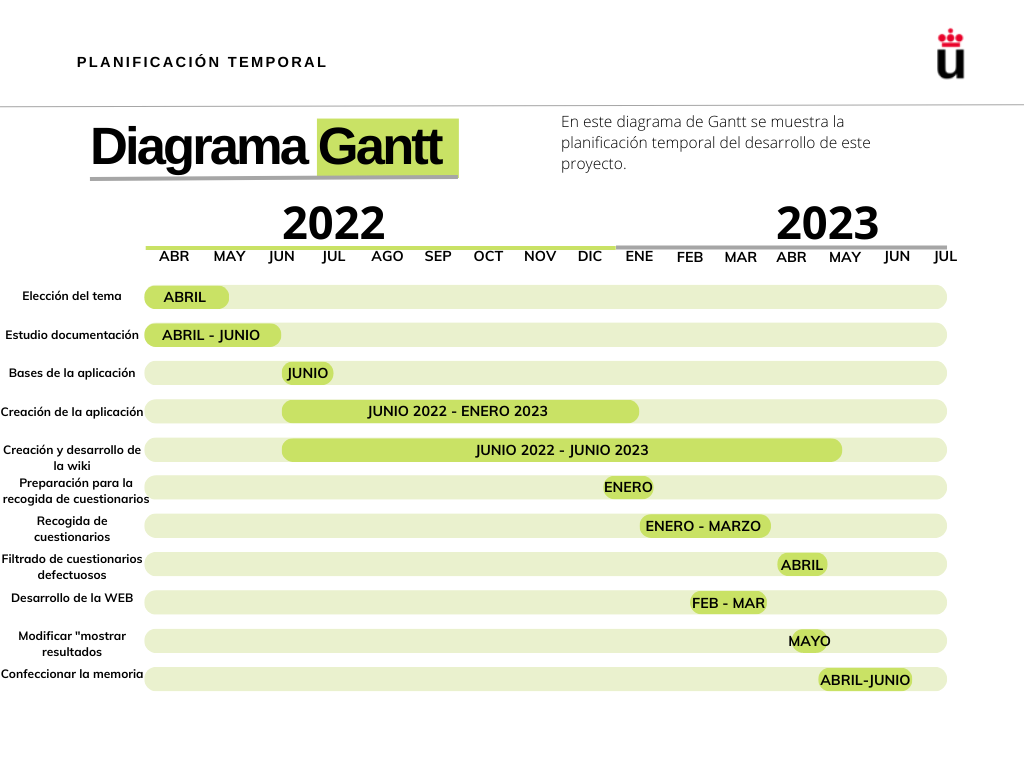 PLANIFICACIÓN TEMPORAL
u
Diagrama Gantt
En este diagrama de Gantt se muestra la
planificación temporal del desarrollo de este
proyecto.
2022 2023
ABR MAY JUN JUL AGO SEP OCT NOV DIC ENE FEB MAR ABR MAY JUN JUL
Elección del tema ABRIL
Estudio documentación ABRIL - JUNIO
Bases de la aplicación JUNIO
Creación de la aplicación JUNIO 2022 - ENERO 2023
Creación y desarrollo de
la wiki
JUNIO 2022 - JUNIO 2023
Preparación para la
recogida de cuestionarios
ENERO
Recogida de
cuestionarios
ENERO - MARZO
Filtrado de cuestionarios
defectuosos
ABRIL
Desarrollo de la WEB FEB - MAR
Modificar "mostrar
resultados
MAYO
Confeccionar la memoria ABRIL-JUNIO